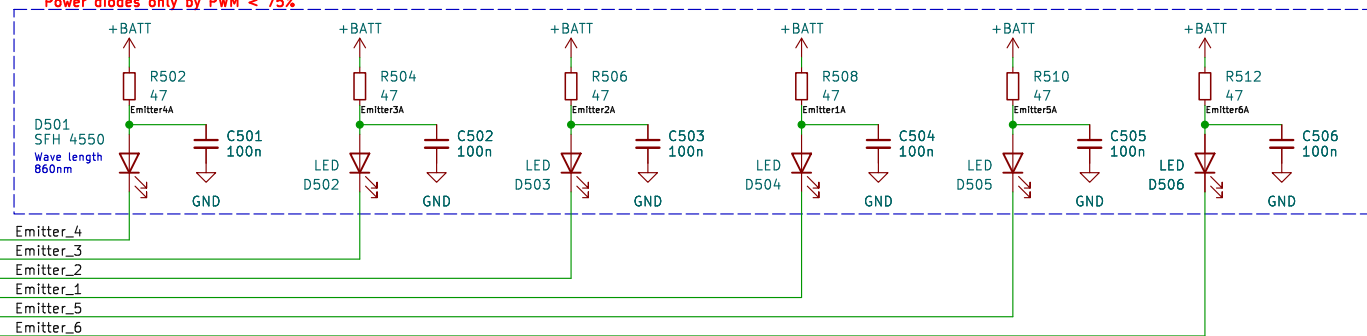 Power diodes only by PWM < 75%
+BATT +BATT +BATT +BATT +BATT +BATT
R502 R504 R506 R508 R510 R512
47 47 47 47 47 47
Emitter4A Emitter3A Emitter2A Emitter1A Emitter5A Emitter6A
D501
SFH 4550
Wave length
860nm
C501 C502 C503 C504 C505 C506
100n 100n 100n 100n 100n 100n
LED LED LED LED LED
D502 D503 D504 D505 D506
GND GND GND GND GND GND
Emitter_4
Emitter_3
Emitter_2
Emitter_1
Emitter_5
Emitter_6